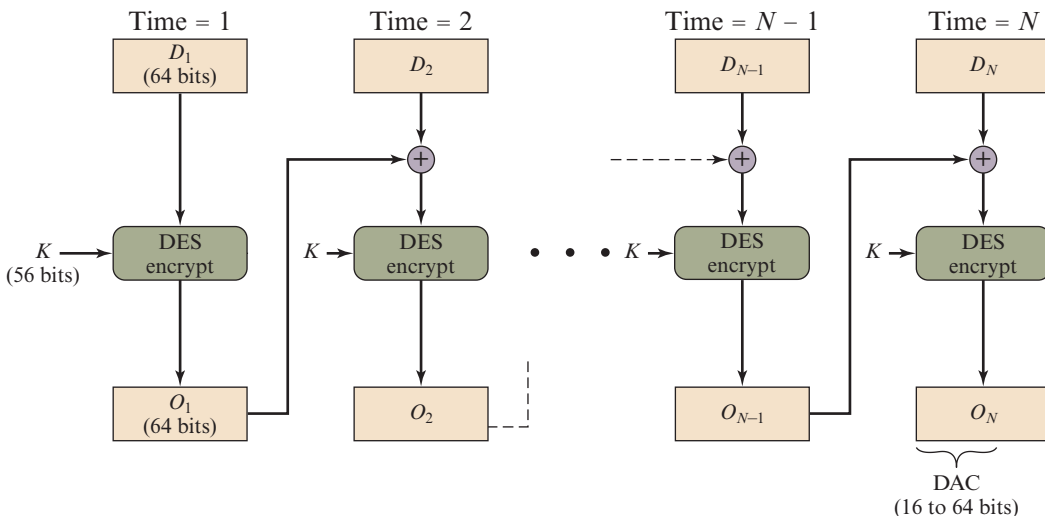 Time = 1
Time = 2
Time = N – 1
Time = N
D1
(64 bits)
D2
DN–1
DN
+
+
+
K
(56 bits)
DES
encrypt
K
DES
encrypt
• • •
K
DES
encrypt
K
DES
encrypt
O1
(64 bits)
O2
ON–1
ON
DAC
(16 to 64 bits)